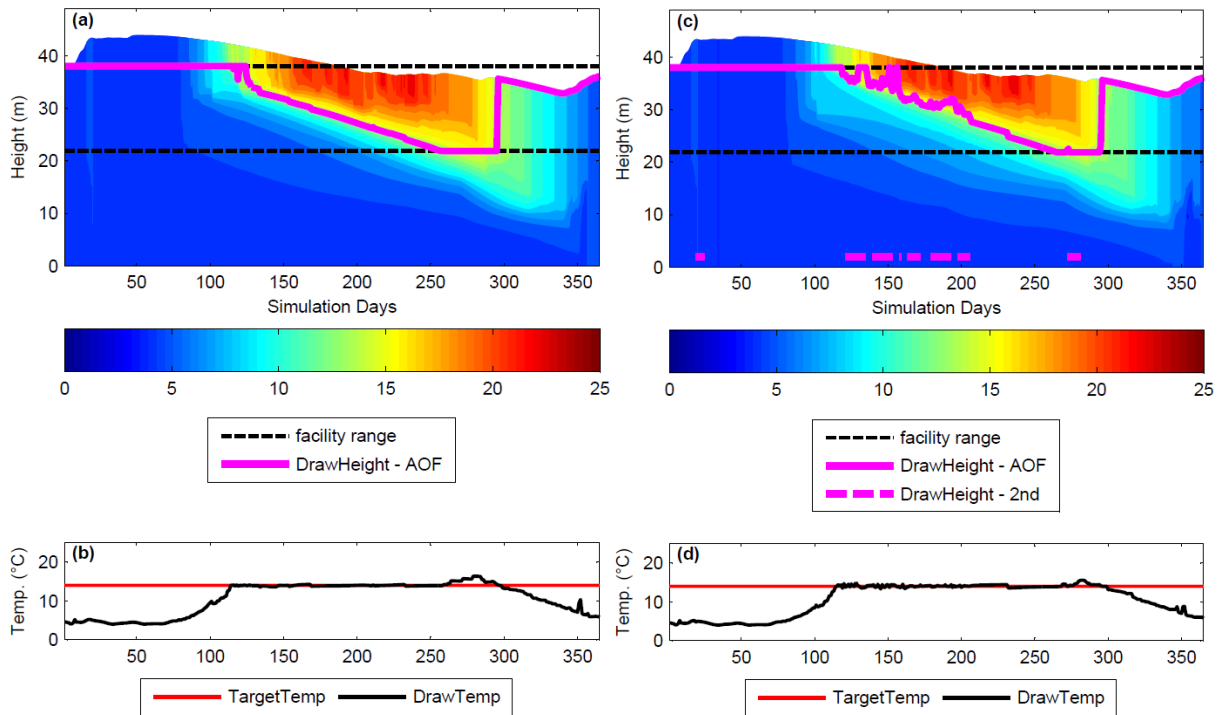 (a)
40
30
20
10
0
Height (m)
50 100 150 200 250 300 350
Simulation Days
0 5 10 15 20 25
facility range
DrawHeight - AOF
(b)
20
10
0
Temp. (°C)
50 100 150 200 250 300 350
TargetTemp DrawTemp
(c)
40
30
20
10
0
Height (m)
50 100 150 200 250 300 350
Simulation Days
0 5 10 15 20 25
facility range
DrawHeight - AOF
DrawHeight - 2nd
(d)
20
10
0
Temp. (°C)
50 100 150 200 250 300 350
TargetTemp DrawTemp